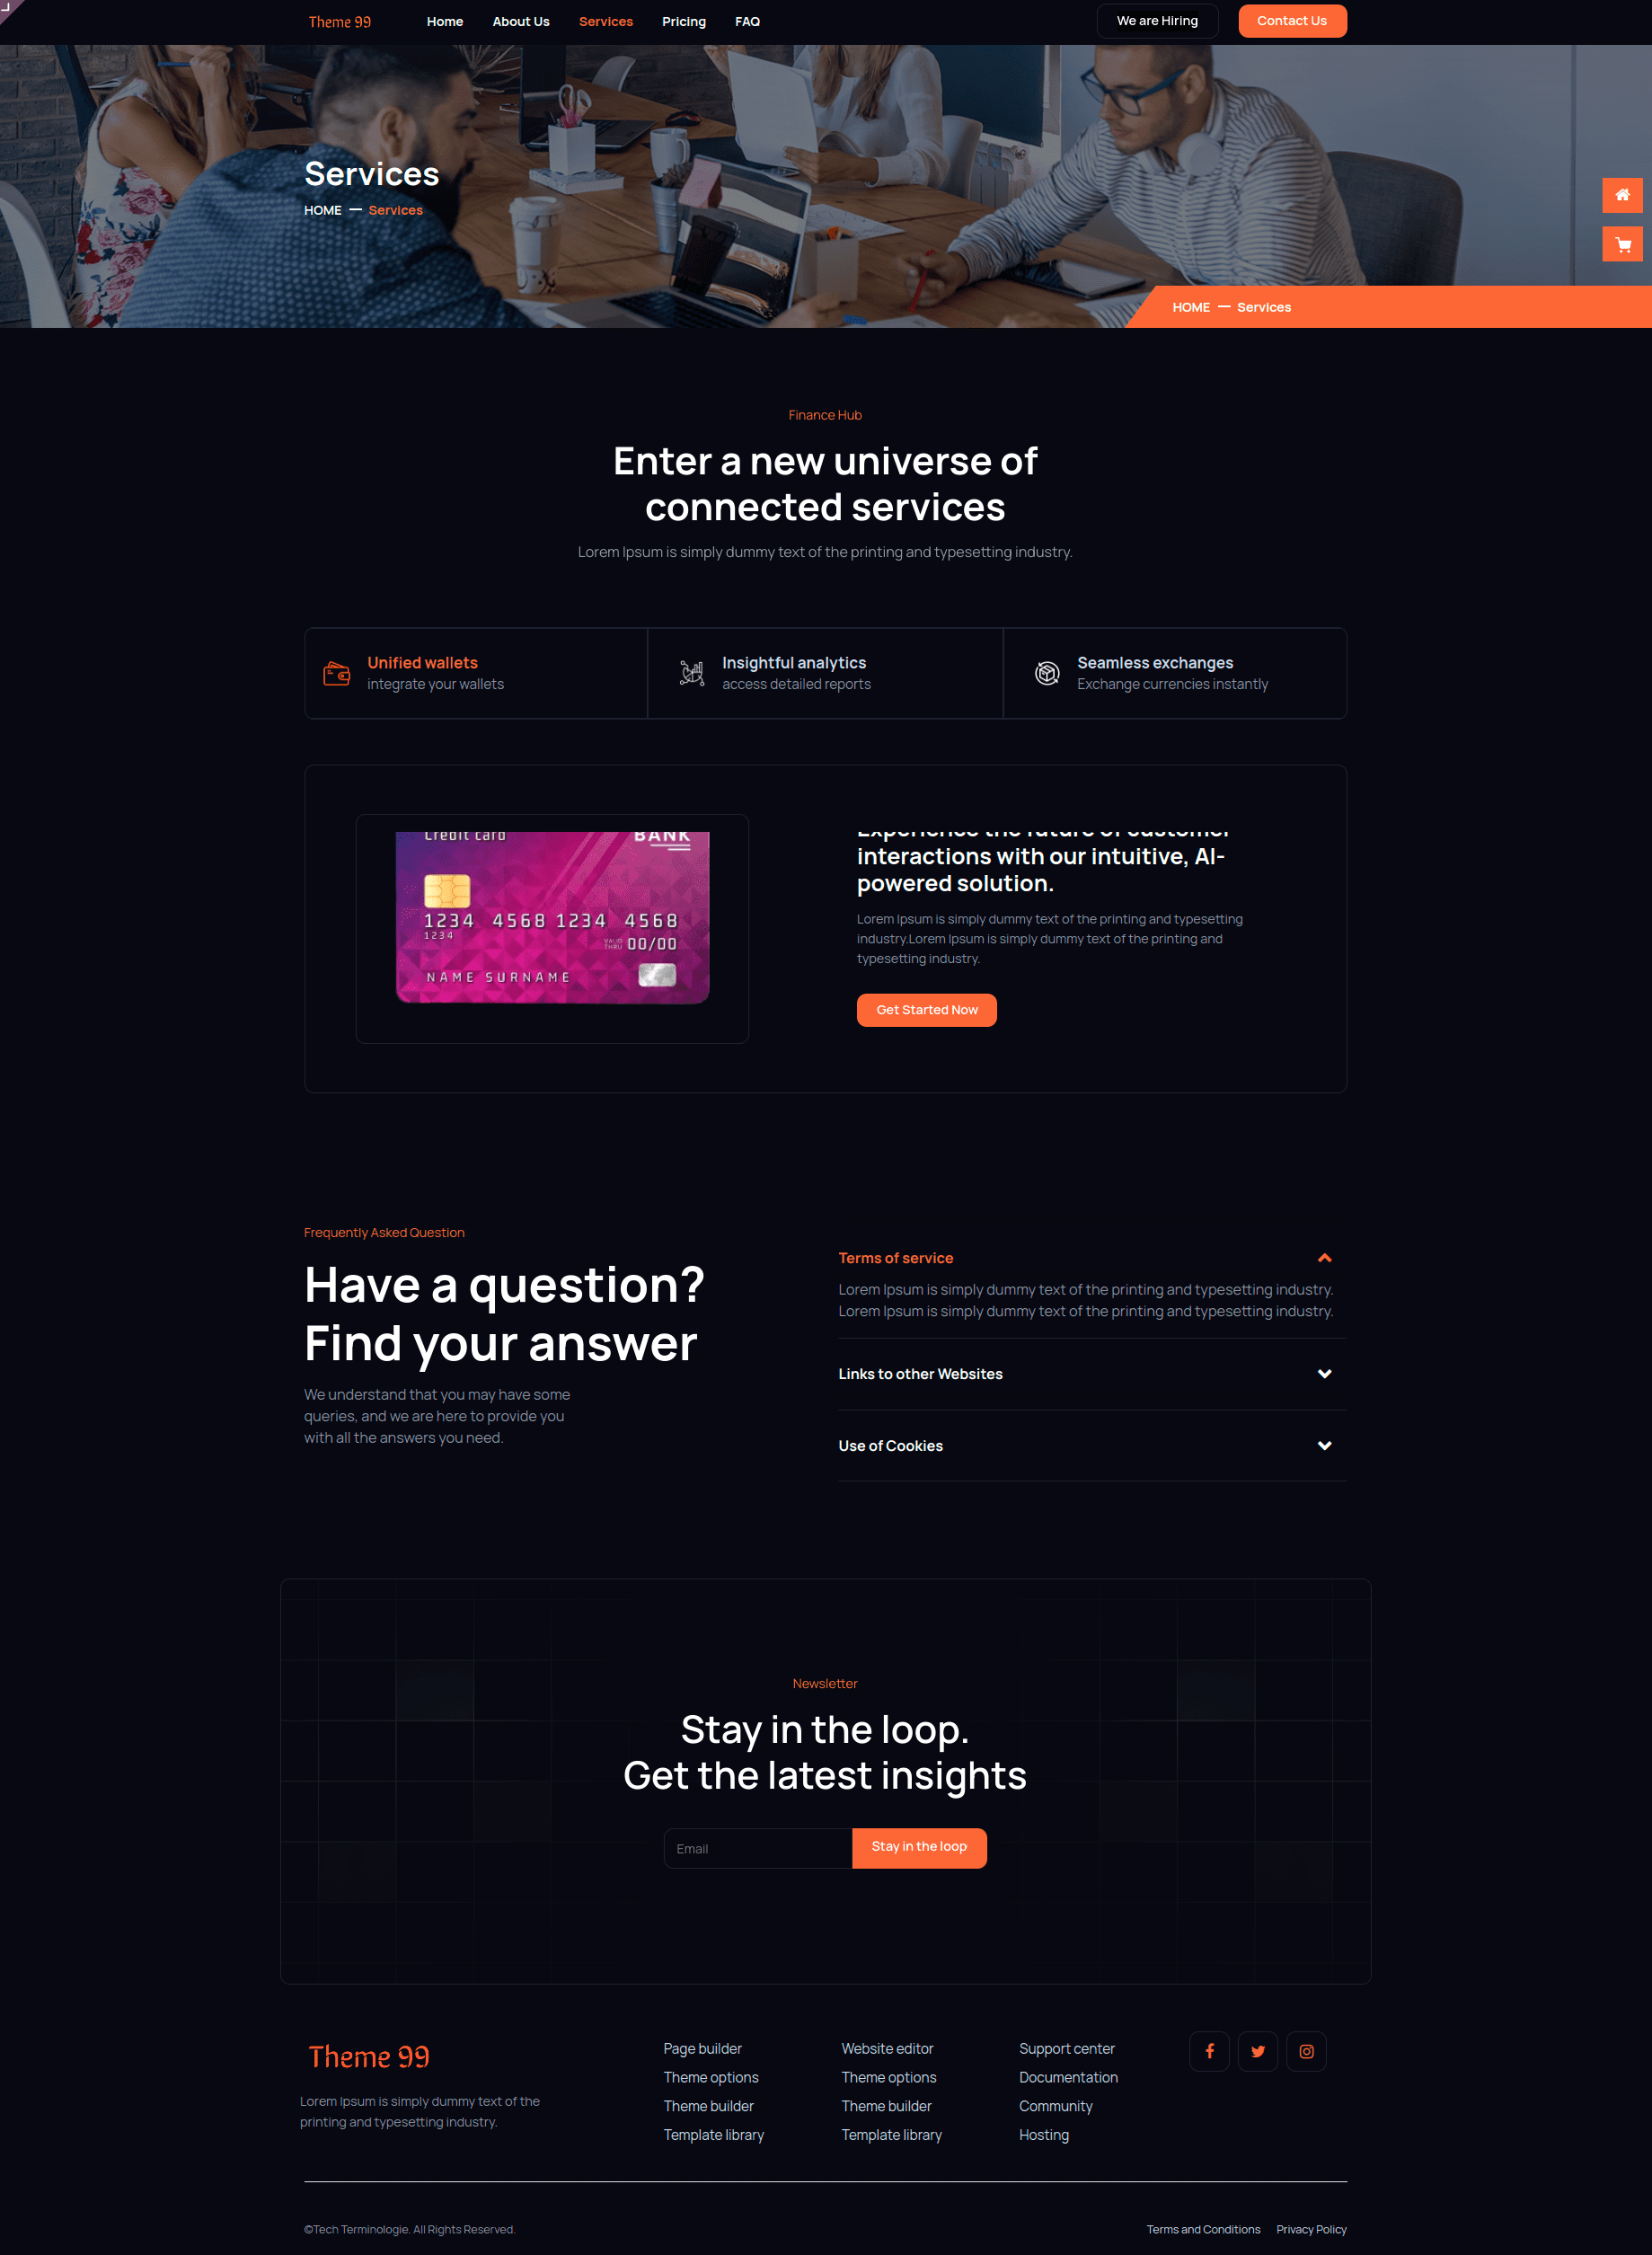 Theme 99
Home
About Us
Services
Pricing
FAQ
We are Hiring
Contact Us
Services
HOME — Services
HOME — Services
Finance Hub
Enter a new universe of
connected services
Lorem Ipsum is simply dummy text of the printing and typesetting industry.
Unified wallets
integrate your wallets
Insightful analytics
access detailed reports
Seamless exchanges
Exchange currencies instantly
Credit card
BANK
1234 4568 1234 4568
1234
VALID
THRU 00/00
NAME SURNAME
Experience the future of customer
interactions with our intuitive, AI-
powered solution.
Lorem Ipsum is simply dummy text of the printing and typesetting
industry.Lorem Ipsum is simply dummy text of the printing and
typesetting industry.
Get Started Now
Frequently Asked Question
Have a question?
Find your answer
We understand that you may have some
queries, and we are here to provide you
with all the answers you need.
Terms of service
Lorem Ipsum is simply dummy text of the printing and typesetting industry.
Lorem Ipsum is simply dummy text of the printing and typesetting industry.
Links to other Websites
Use of Cookies
Newsletter
Stay in the loop.
Get the latest insights
Email
Stay in the loop
Theme 99
Lorem Ipsum is simply dummy text of the
printing and typesetting industry.
Page builder
Theme options
Theme builder
Template library
Website editor
Theme options
Theme builder
Template library
Support center
Documentation
Community
Hosting
©Tech Terminologie. All Rights Reserved.
Terms and Conditions
Privacy Policy